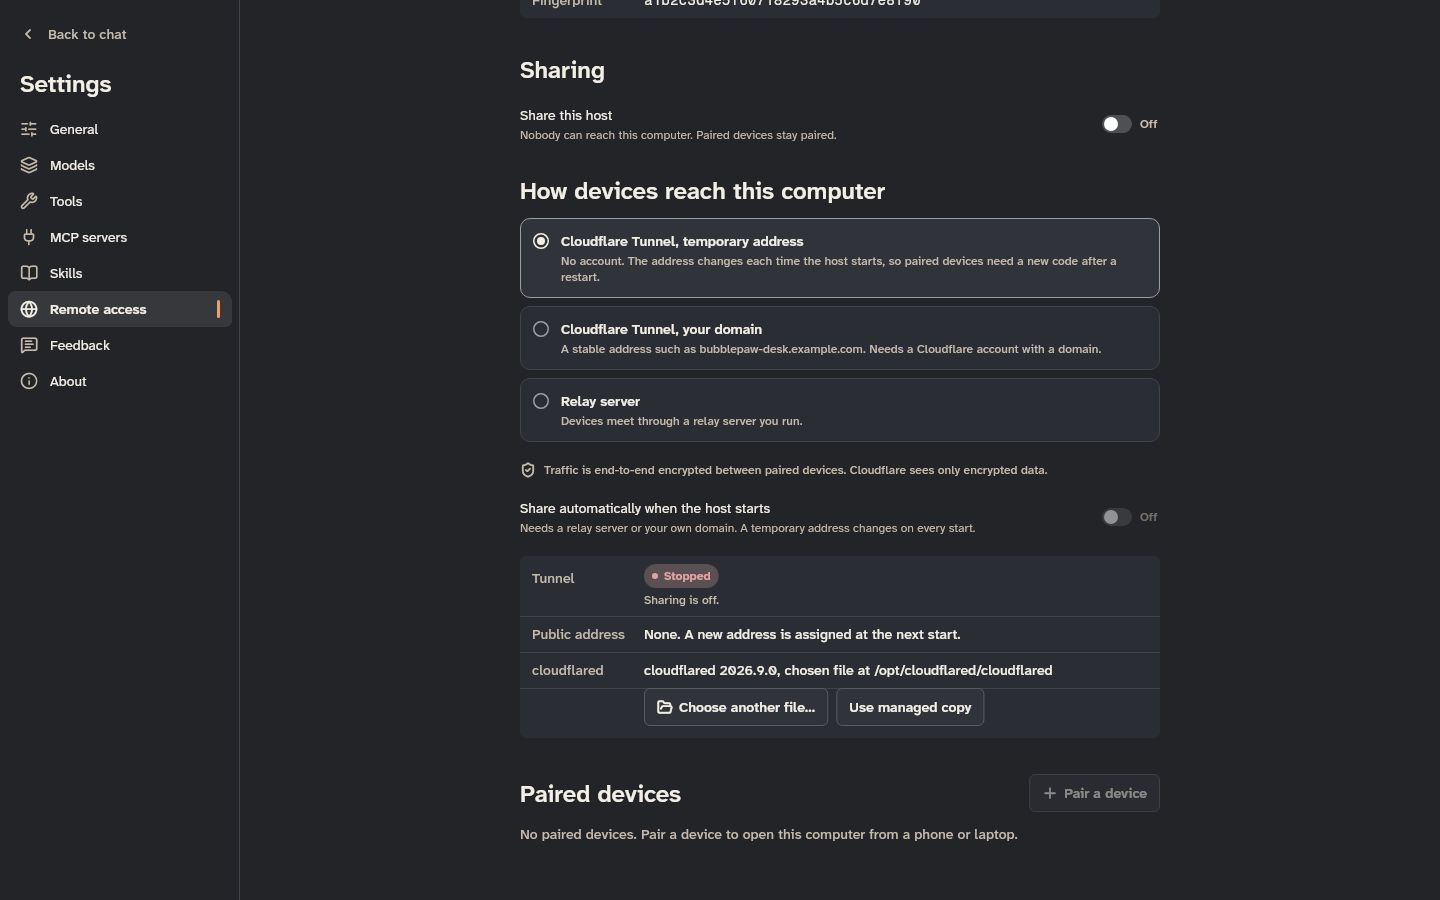 Back to chat
Settings
General
Models
Tools
MCP servers
Skills
Remote access
Feedback
About
Fingerprint
Sharing
Share this host
Nobody can reach this computer. Paired devices stay paired.
Off
How devices reach this computer
Cloudflare Tunnel, temporary address
No account. The address changes each time the host starts, so paired devices need a new code after a
restart.
Cloudflare Tunnel, your domain
A stable address such as bubblepaw-desk.example.com. Needs a Cloudflare account with a domain.
Relay server
Devices meet through a relay server you run.
Traffic is end-to-end encrypted between paired devices. Cloudflare sees only encrypted data.
Share automatically when the host starts
Needs a relay server or your own domain. A temporary address changes on every start.
Off
Tunnel
Stopped
Sharing is off.
Public address
None. A new address is assigned at the next start.
cloudflared
cloudflared 2026.9.0, chosen file at /opt/cloudflared/cloudflared
Choose another file...
Use managed copy
Paired devices
Pair a device
No paired devices. Pair a device to open this computer from a phone or laptop.